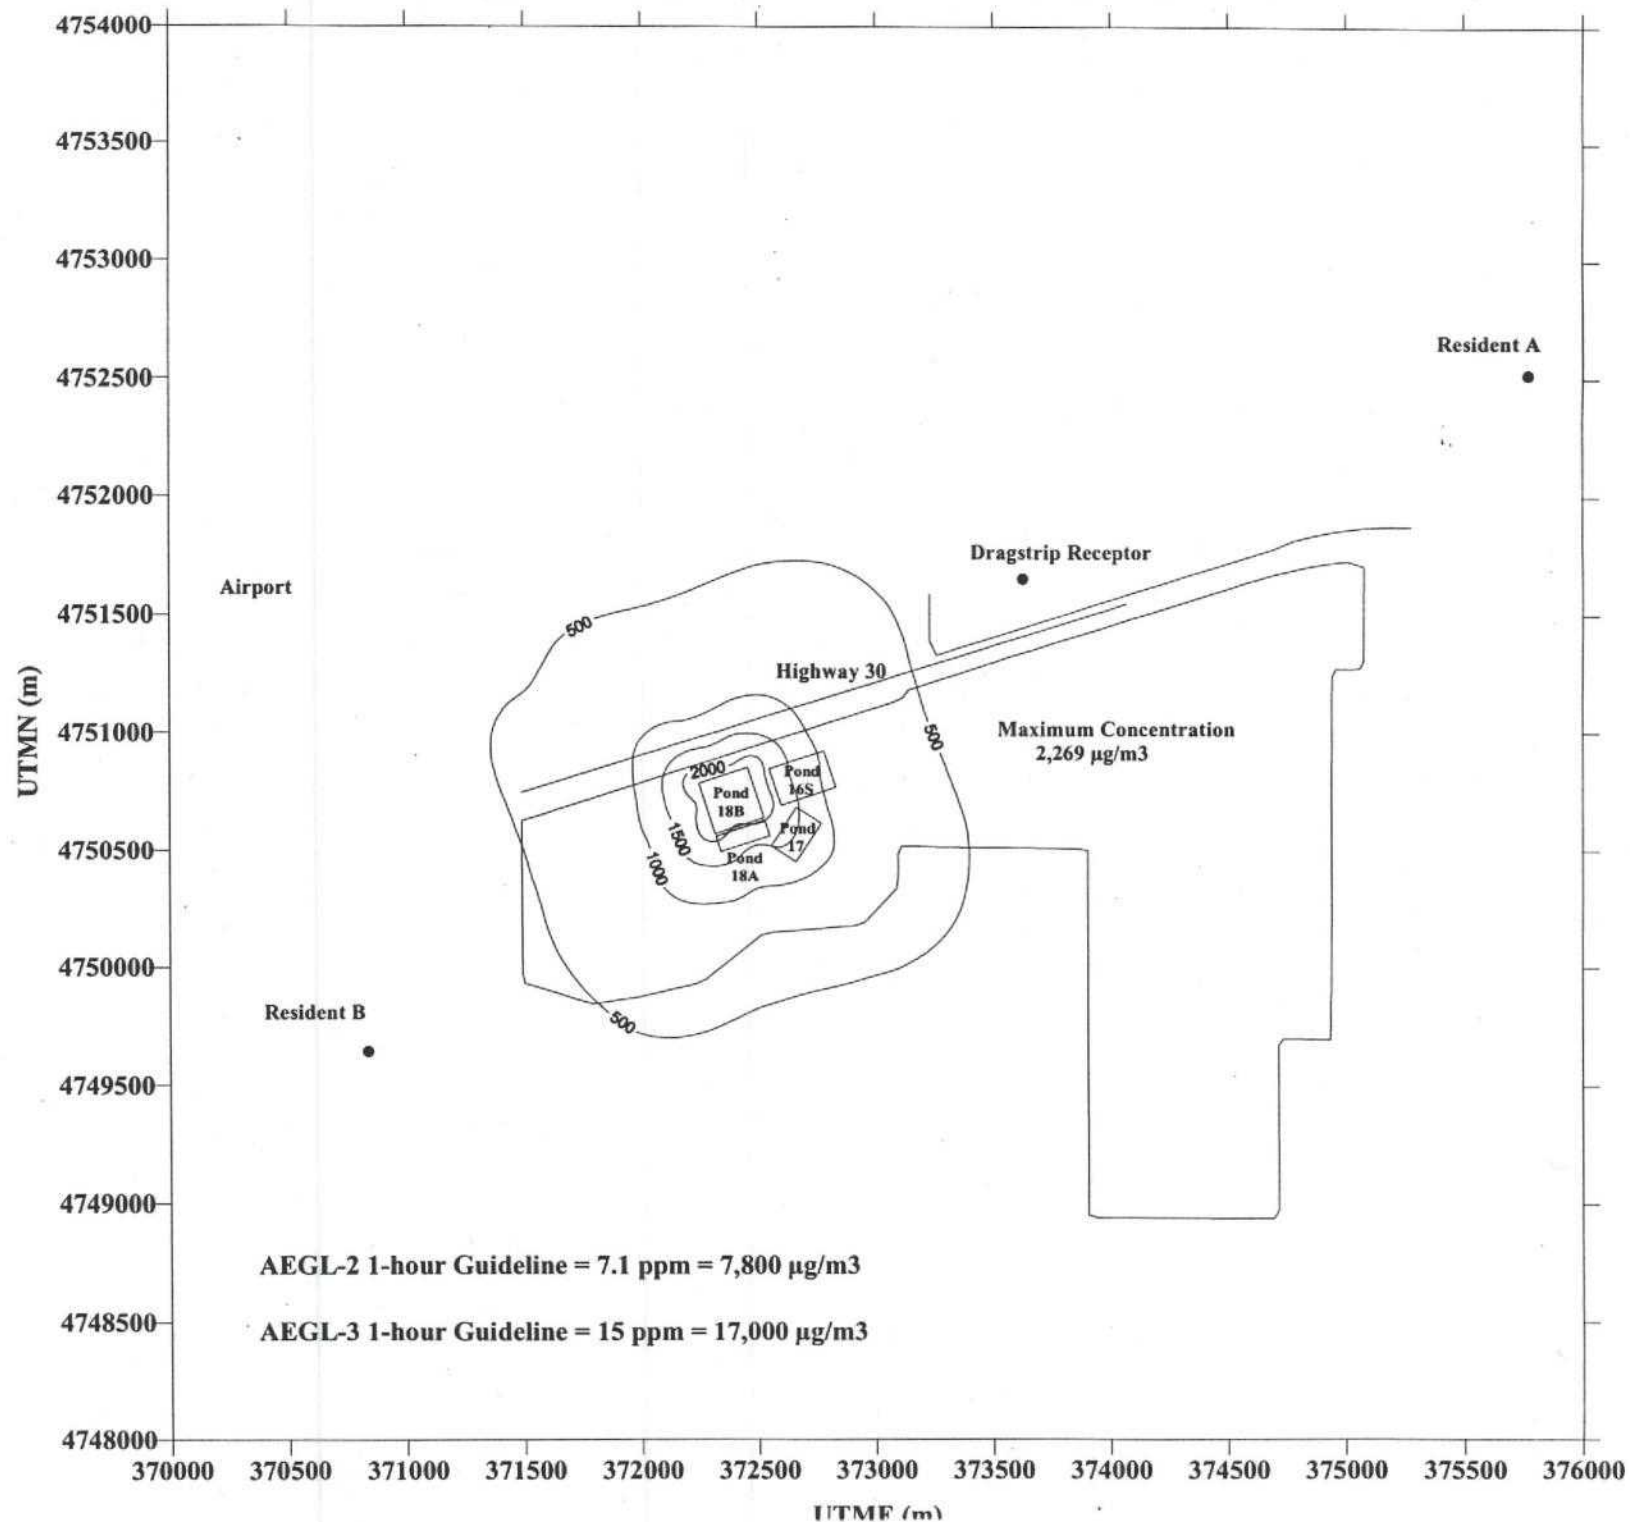 4754000
4753500
4753000
4752500
4752000
4751500
4751000
4750500
4750000
4749500
4749000
4748500
4748000
UTMN (m)
Resident A
Dragstrip Receptor
Airport
500
Highway 30
500
Maximum Concentration
2,269 µg/m3
2000
Pond
16S
Pond
18B
Pond
17
1500
1000
Pond
18A
500
Resident B
AEGL-2 1-hour Guideline = 7.1 ppm = 7,800 µg/m3
AEGL-3 1-hour Guideline = 15 ppm = 17,000 µg/m3
370000 370500 371000 371500 372000 372500 373000 373500 374000 374500 375000 375500 376000
UTME (m)